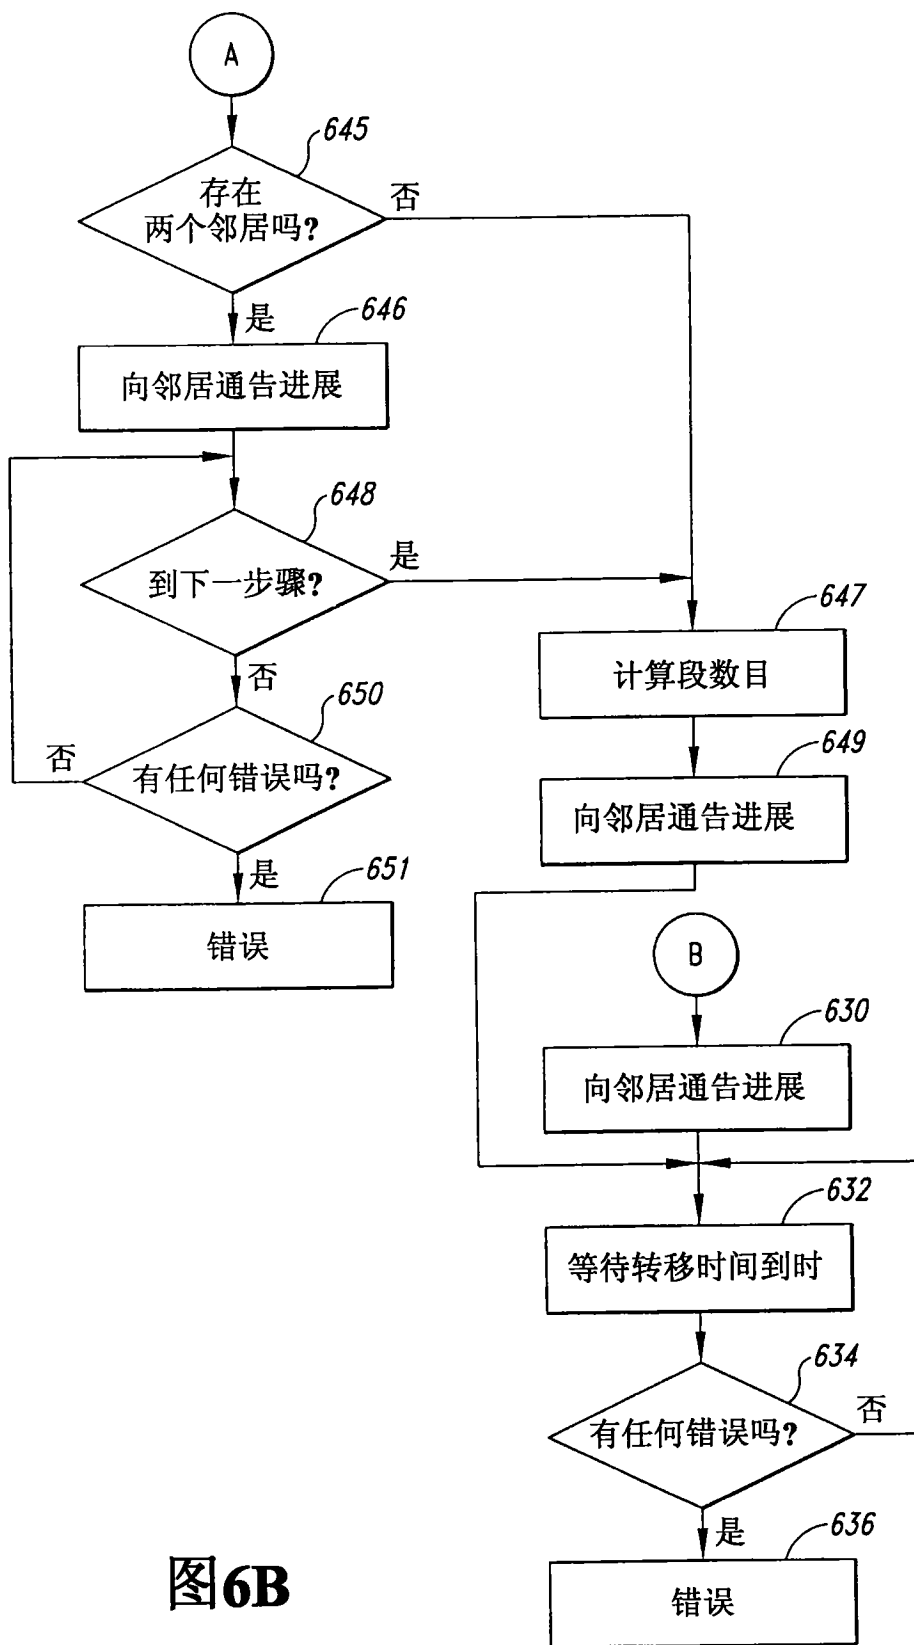 A
645
存在
两个邻居吗?
否
是
646
向邻居通告进展
648
到下一步骤?
是
否
650
有任何错误吗?
否
是
651
错误
647
计算段数目
649
向邻居通告进展
B
630
向邻居通告进展
632
等待转移时间到时
634
有任何错误吗?
否
是
636
错误
图6B